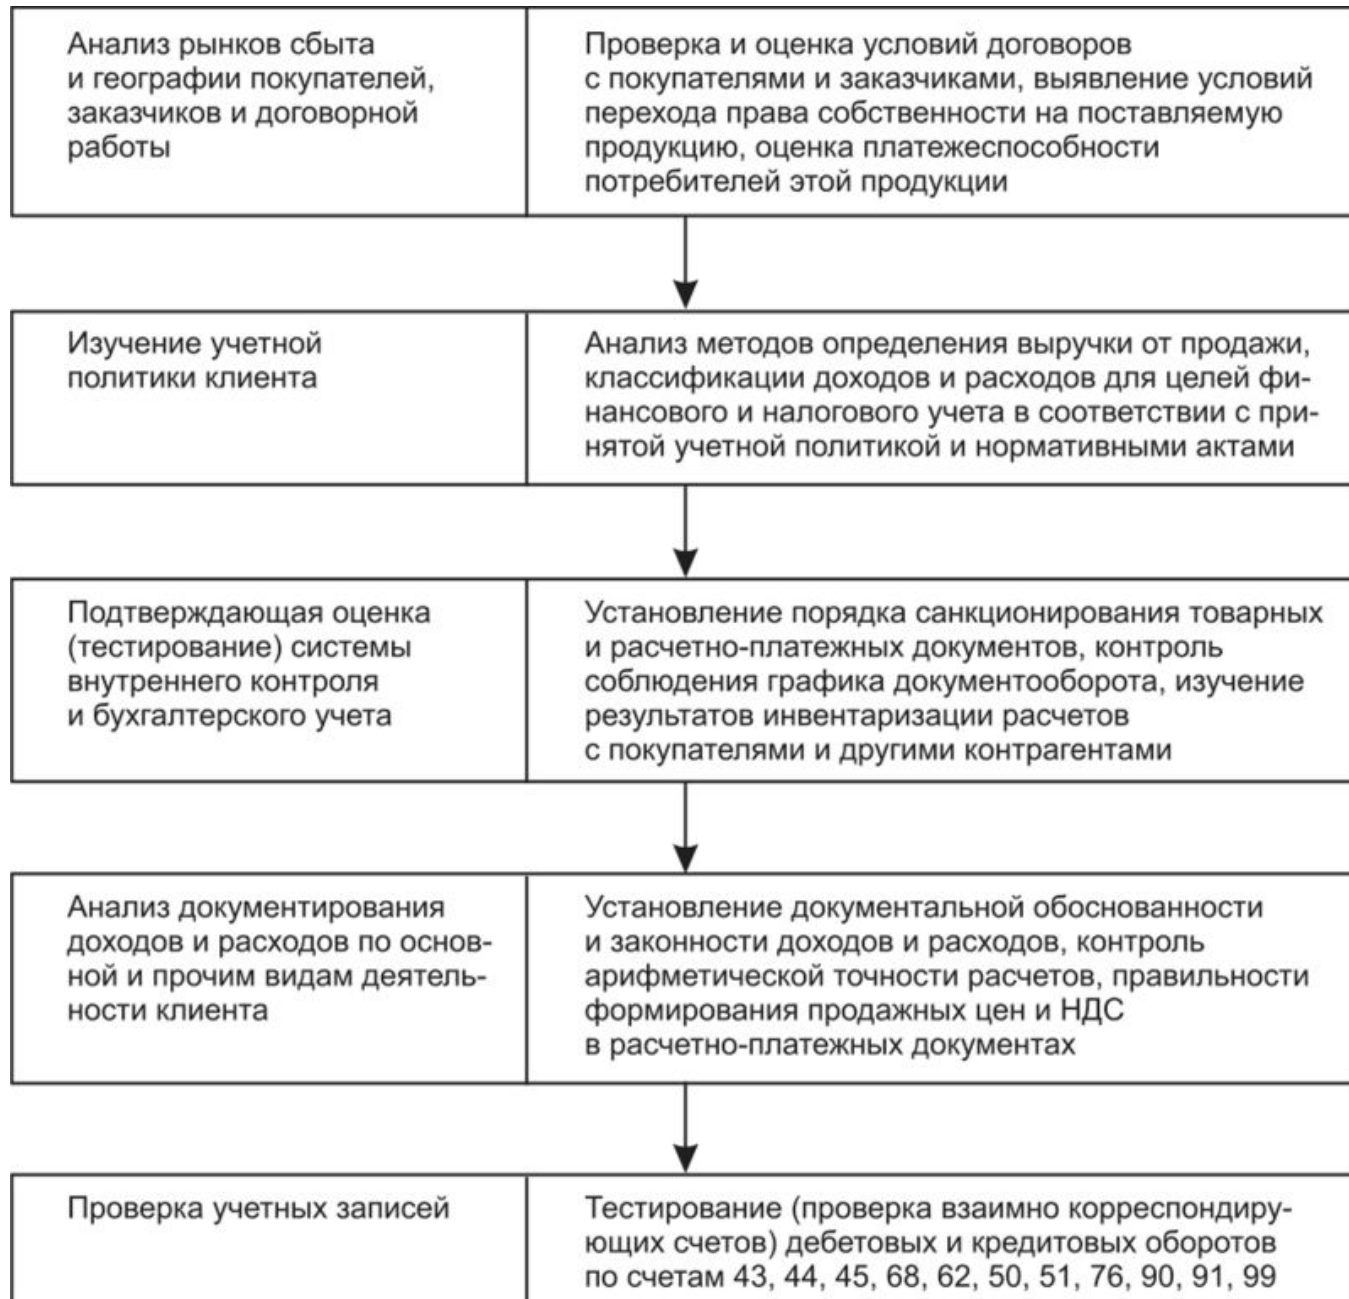 Анализ рынков сбыта
и географии покупателей,
заказчиков и договорной
работы
Проверка и оценка условий договоров
с покупателями и заказчиками, выявление условий
перехода права собственности на поставляемую
продукцию, оценка платежеспособности
потребителей этой продукции
Изучение учетной
политики клиента
Анализ методов определения выручки от продажи,
классификации доходов и расходов для целей фи-
нансового и налогового учета в соответствии с при-
нятой учетной политикой и нормативными актами
Подтверждающая оценка
(тестирование) системы
внутреннего контроля
и бухгалтерского учета
Установление порядка санкционирования товарных
и расчетно-платежных документов, контроль
соблюдения графика документооборота, изучение
результатов инвентаризации расчетов
с покупателями и другими контрагентами
Анализ документирования
доходов и расходов по основ-
ной и прочим видам деятель-
ности клиента
Установление документальной обоснованности
и законности доходов и расходов, контроль
арифметической точности расчетов, правильности
формирования продажных цен и НДС
в расчетно-платежных документах
Проверка учетных записей
Тестирование (проверка взаимно корреспондиру-
ющих счетов) дебетовых и кредитовых оборотов
по счетам 43, 44, 45, 68, 62, 50, 51, 76, 90, 91, 99